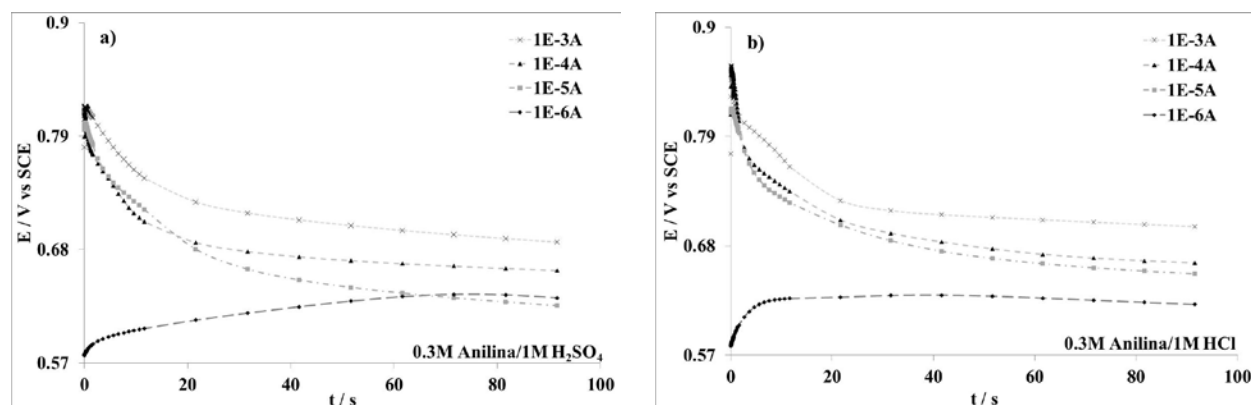 a)
0.9
0.79
0.68
0.57
E / V vs SCE
1E-3A
1E-4A
1E-5A
1E-6A
0.3M Anilina/1M H₂SO₄
0 20 40 60 80 100
t / s
b)
0.9
0.79
0.68
0.57
E / V vs SCE
1E-3A
1E-4A
1E-5A
1E-6A
0.3M Anilina/1M HCl
0 20 40 60 80 100
t / s